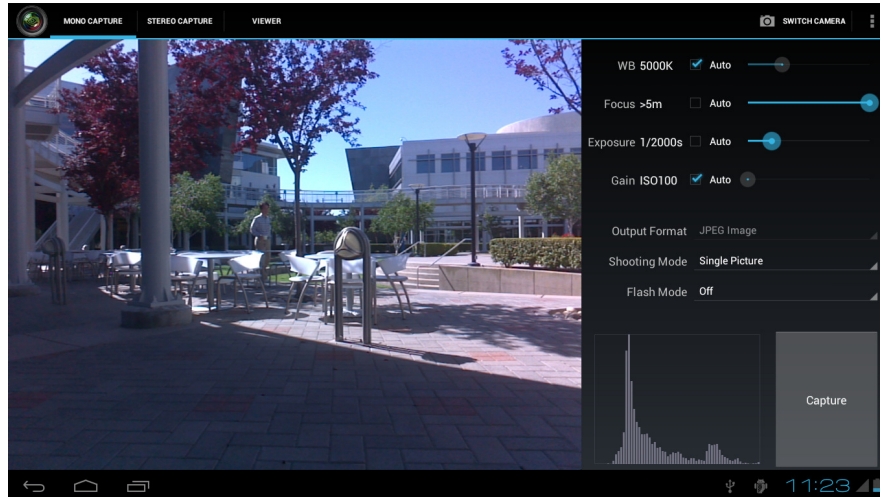 MONO CAPTURE STEREO CAPTURE VIEWER SWITCH CAMERA
WB 5000K Auto
Focus >5m Auto
Exposure 1/2000s Auto
Gain ISO100 Auto
Output Format JPEG Image
Shooting Mode Single Picture
Flash Mode Off
Capture
11:23